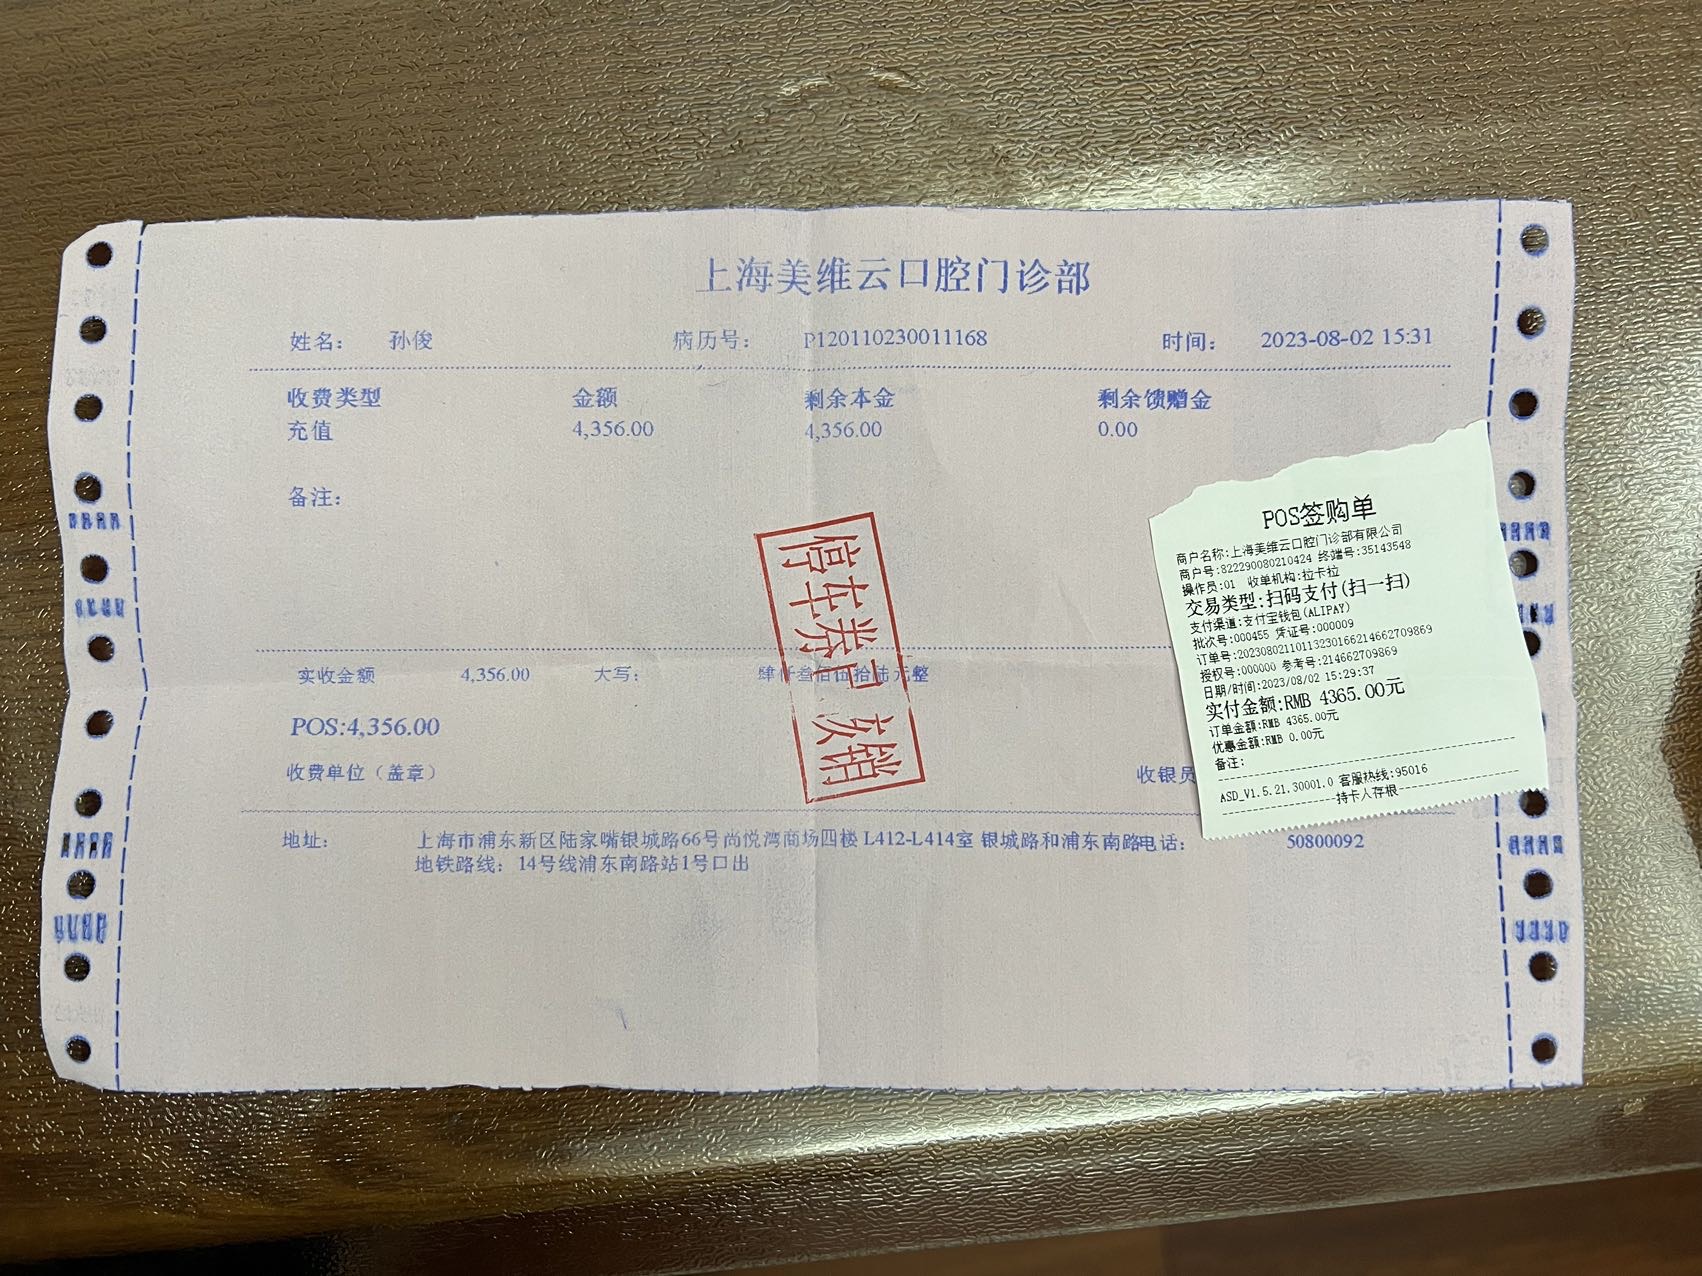 上海美维云口腔门诊部
姓名： 孙俊 病历号： P120110230011168 时间： 2023-08-02 15:31
收费类型 金额 剩余本金 剩余馈赠金
充值 4,356.00 4,356.00 0.00
备注：
停车券已核销
实收金额 4,356.00 大写： 肆仟叁佰伍拾陆元整
POS:4,356.00
收费单位（盖章） 收银员
地址： 上海市浦东新区陆家嘴银城路66号尚悦湾商场四楼 L412-L414室 银城路和浦东南路电话： 50800092
地铁路线：14号线浦东南路站1号口出
POS签购单
商户名称:上海美维云口腔门诊部有限公司
商户号:822290080210424 终端号:35143548
操作员:01 收单机构:拉卡拉
交易类型:扫码支付(扫一扫)
支付渠道:支付宝钱包(ALIPAY)
批次号:000455 凭证号:000009
订单号:20230802110113230166214662709869
授权号:000000 参考号:214662709869
日期/时间:2023/08/02 15:29:37
实付金额:RMB 4365.00元
订单金额:RMB 4365.00元
优惠金额:RMB 0.00元
备注:
ASD_V1.5.21.30001.0 客服热线:95016
持卡人存根